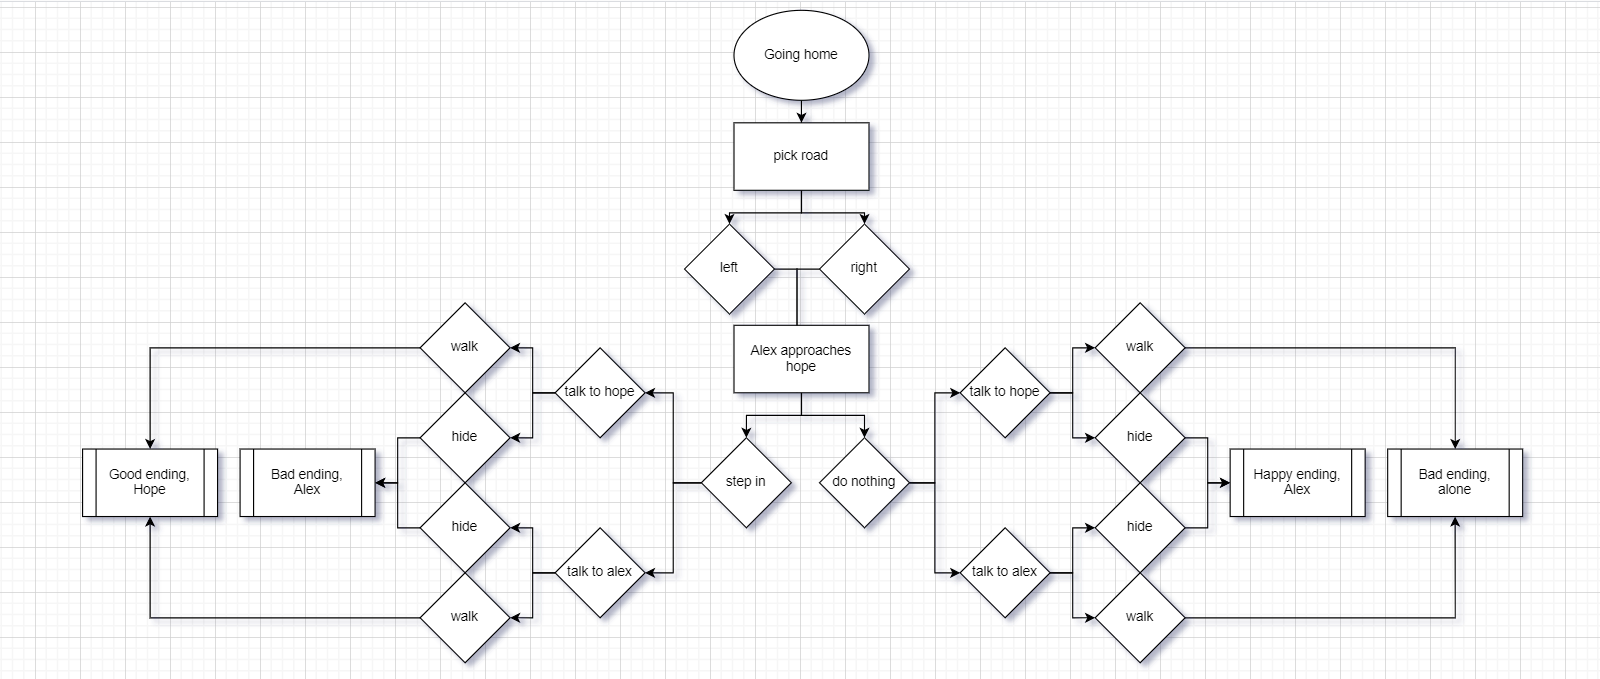 Going home
pick road
left
right
Alex approaches
hope
step in
do nothing
talk to hope
talk to alex
walk
hide
hide
walk
Good ending,
Hope
Bad ending,
Alex
talk to hope
talk to alex
walk
hide
hide
walk
Happy ending,
Alex
Bad ending,
alone